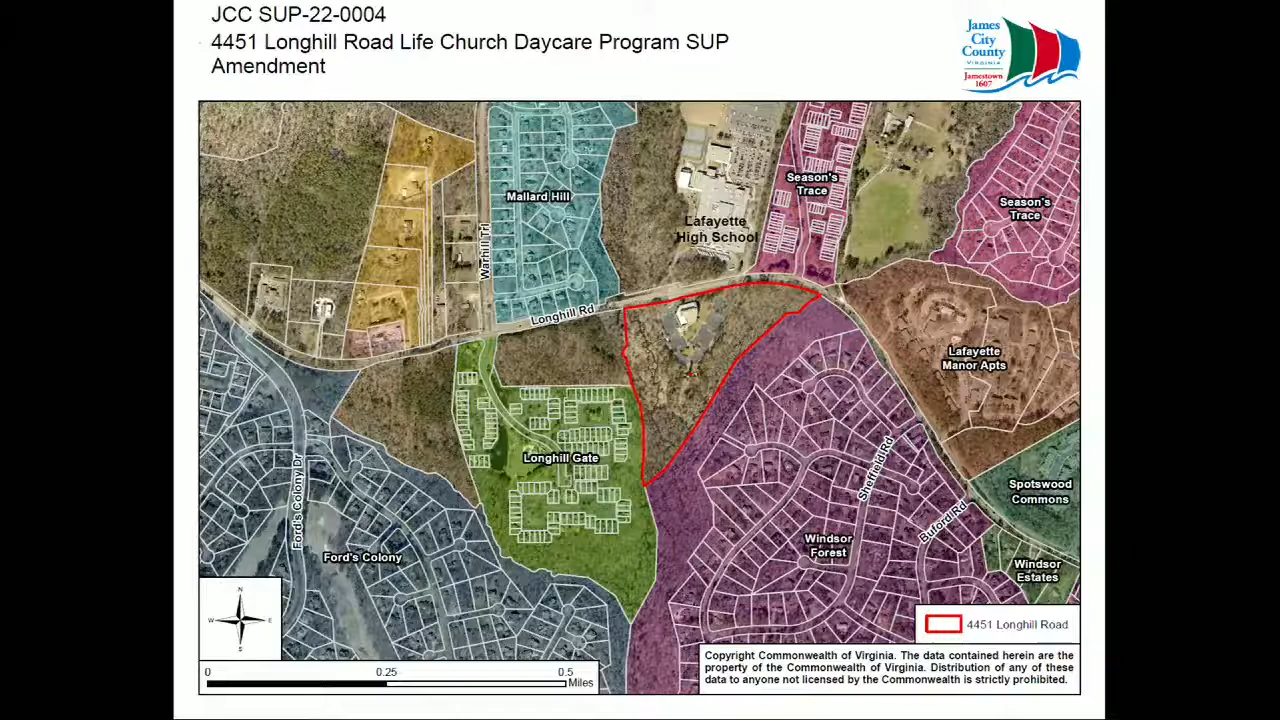 JCC SUP-22-0004
4451 Longhill Road Life Church Daycare Program SUP
Amendment
James
City
County
VIRGINIA
Jamestown
1607
Mallard Hill
Season's
Trace
Lafayette
High School
Season's
Trace
Warhill Trl
Longhill Rd
Lafayette
Manor Apts
Longhill Gate
Sheffield Rd
Spotswood
Commons
Ford's Colony Dr
Buford Rd
Ford's Colony
Windsor
Forest
Windsor
Estates
N
W
E
S
4451 Longhill Road
0 0.25 0.5
Miles
Copyright Commonwealth of Virginia. The data contained herein are the
property of the Commonwealth of Virginia. Distribution of any of these
data to anyone not licensed by the Commonwealth is strictly prohibited.